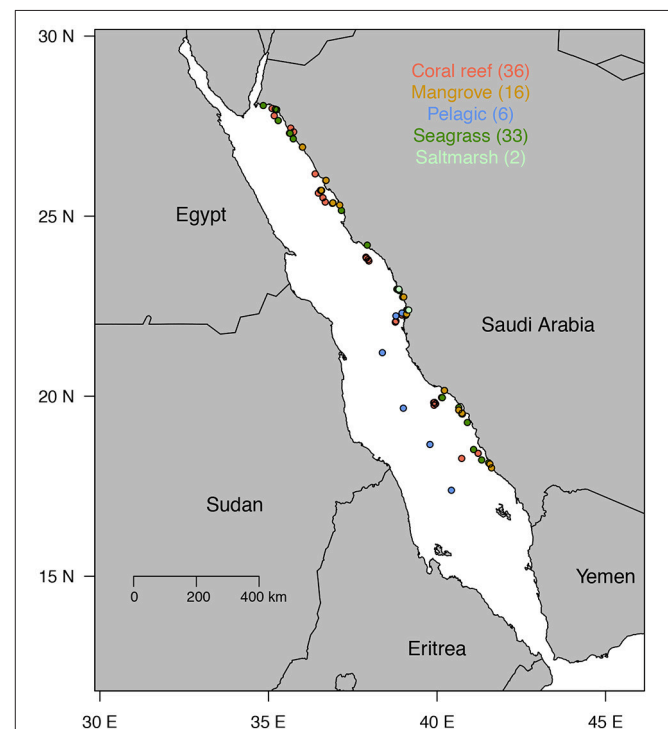 30 N
Coral reef (36)
Mangrove (16)
Pelagic (6)
Seagrass (33)
Saltmarsh (2)
25 N
Egypt
Saudi Arabia
20 N
Sudan
15 N
Yemen
0 200 400 km
Eritrea
30 E 35 E 40 E 45 E